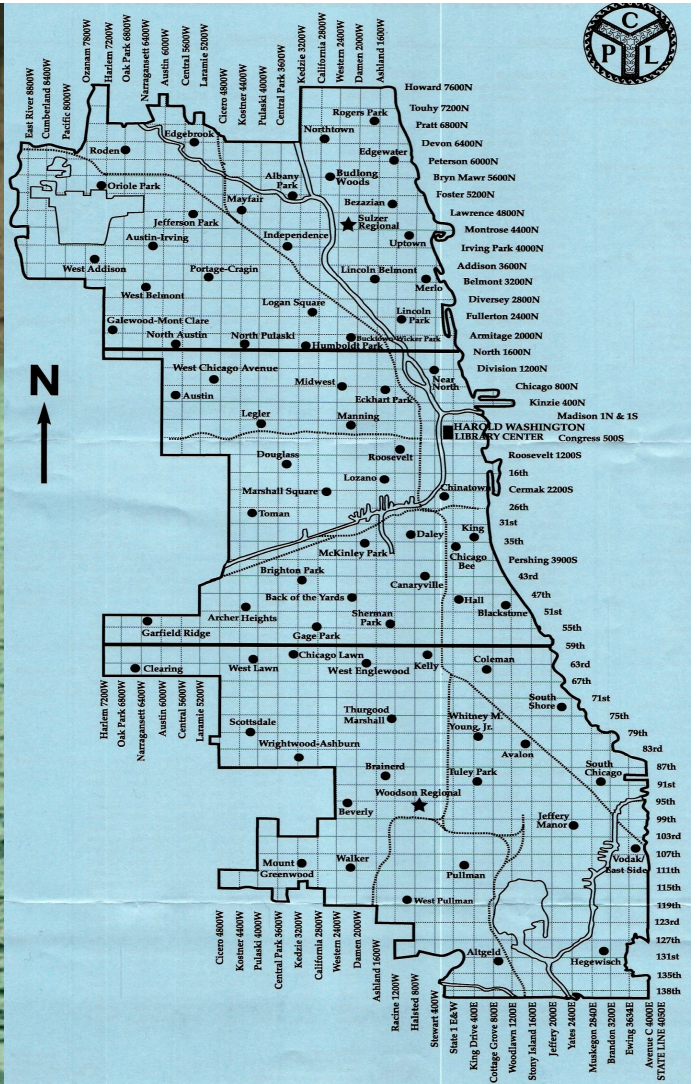 C
P L
Ozanam 7800W
Harlem 7200W
Oak Park 6800W
Narragansett 6400W
Austin 6000W
Central 5600W
Laramie 5200W
Cicero 4800W
Kostner 4400W
Pulaski 4000W
Central Park 3600W
Kedzie 3200W
California 2800W
Western 2400W
Damen 2000W
Ashland 1600W
East River 8800W
Cumberland 8400W
Pacific 8000W
Howard 7600N
Touhy 7200N
Pratt 6800N
Devon 6400N
Peterson 6000N
Bryn Mawr 5600N
Foster 5200N
Lawrence 4800N
Montrose 4400N
Irving Park 4000N
Addison 3600N
Belmont 3200N
Diversey 2800N
Fullerton 2400N
Armitage 2000N
North 1600N
Division 1200N
Chicago 800N
Kinzie 400N
Madison 1N & 1S
Congress 500S
Roosevelt 1200S
16th
Cermak 2200S
26th
31st
35th
Pershing 3900S
43rd
47th
51st
55th
59th
63rd
67th
71st
75th
79th
83rd
87th
91st
95th
99th
103rd
107th
111th
115th
119th
123rd
127th
131st
135th
138th
Rogers Park
Northtown
Edgebrook
Roden
Edgewater
Budlong
Woods
Albany
Park
Oriole Park
Mayfair
Bezazian
Jefferson Park
Sulzer
Regional
Uptown
Austin-Irving
Independence
West Addison
Portage-Cragin
Lincoln Belmont
Merlo
West Belmont
Logan Square
Lincoln
Park
Galewood-Mont Clare
North Austin
North Pulaski
Humboldt Park
Bucktown-Wicker Park
West Chicago Avenue
Austin
Midwest
Eckhart Park
Near
North
Legler
Manning
HAROLD WASHINGTON
LIBRARY CENTER
Douglass
Roosevelt
Lozano
Marshall Square
Chinatown
Toman
Daley
King
McKinley Park
Chicago
Bee
Brighton Park
Canaryville
Back of the Yards
Hall
Archer Heights
Sherman
Park
Blackstone
Garfield Ridge
Gage Park
N
Clearing
West Lawn
Chicago Lawn
West Englewood
Kelly
Coleman
Harlem 7200W
Oak Park 6800W
Narragansett 6400W
Austin 6000W
Central 5600W
Laramie 5200W
South
Shore
Scottsdale
Thurgood
Marshall
Whitney M.
Young, Jr.
Wrightwood-Ashburn
Avalon
Brainerd
Tuley Park
South
Chicago
Woodson Regional
Beverly
Jeffery
Manor
Vodak/
East Side
Mount
Greenwood
Walker
Pullman
West Pullman
Altgeld
Hegewisch
Cicero 4800W
Kostner 4400W
Pulaski 4000W
Central Park 3600W
Kedzie 3200W
California 2800W
Western 2400W
Damen 2000W
Ashland 1600W
Racine 1200W
Halsted 800W
Stewart 400W
State 1 E&W
King Drive 400E
Cottage Grove 800E
Woodlawn 1200E
Stony Island 1600E
Jeffery 2000E
Yates 2400E
Muskegon 2840E
Brandon 3200E
Ewing 3634E
Avenue C 4000E
STATE LINE 4050E